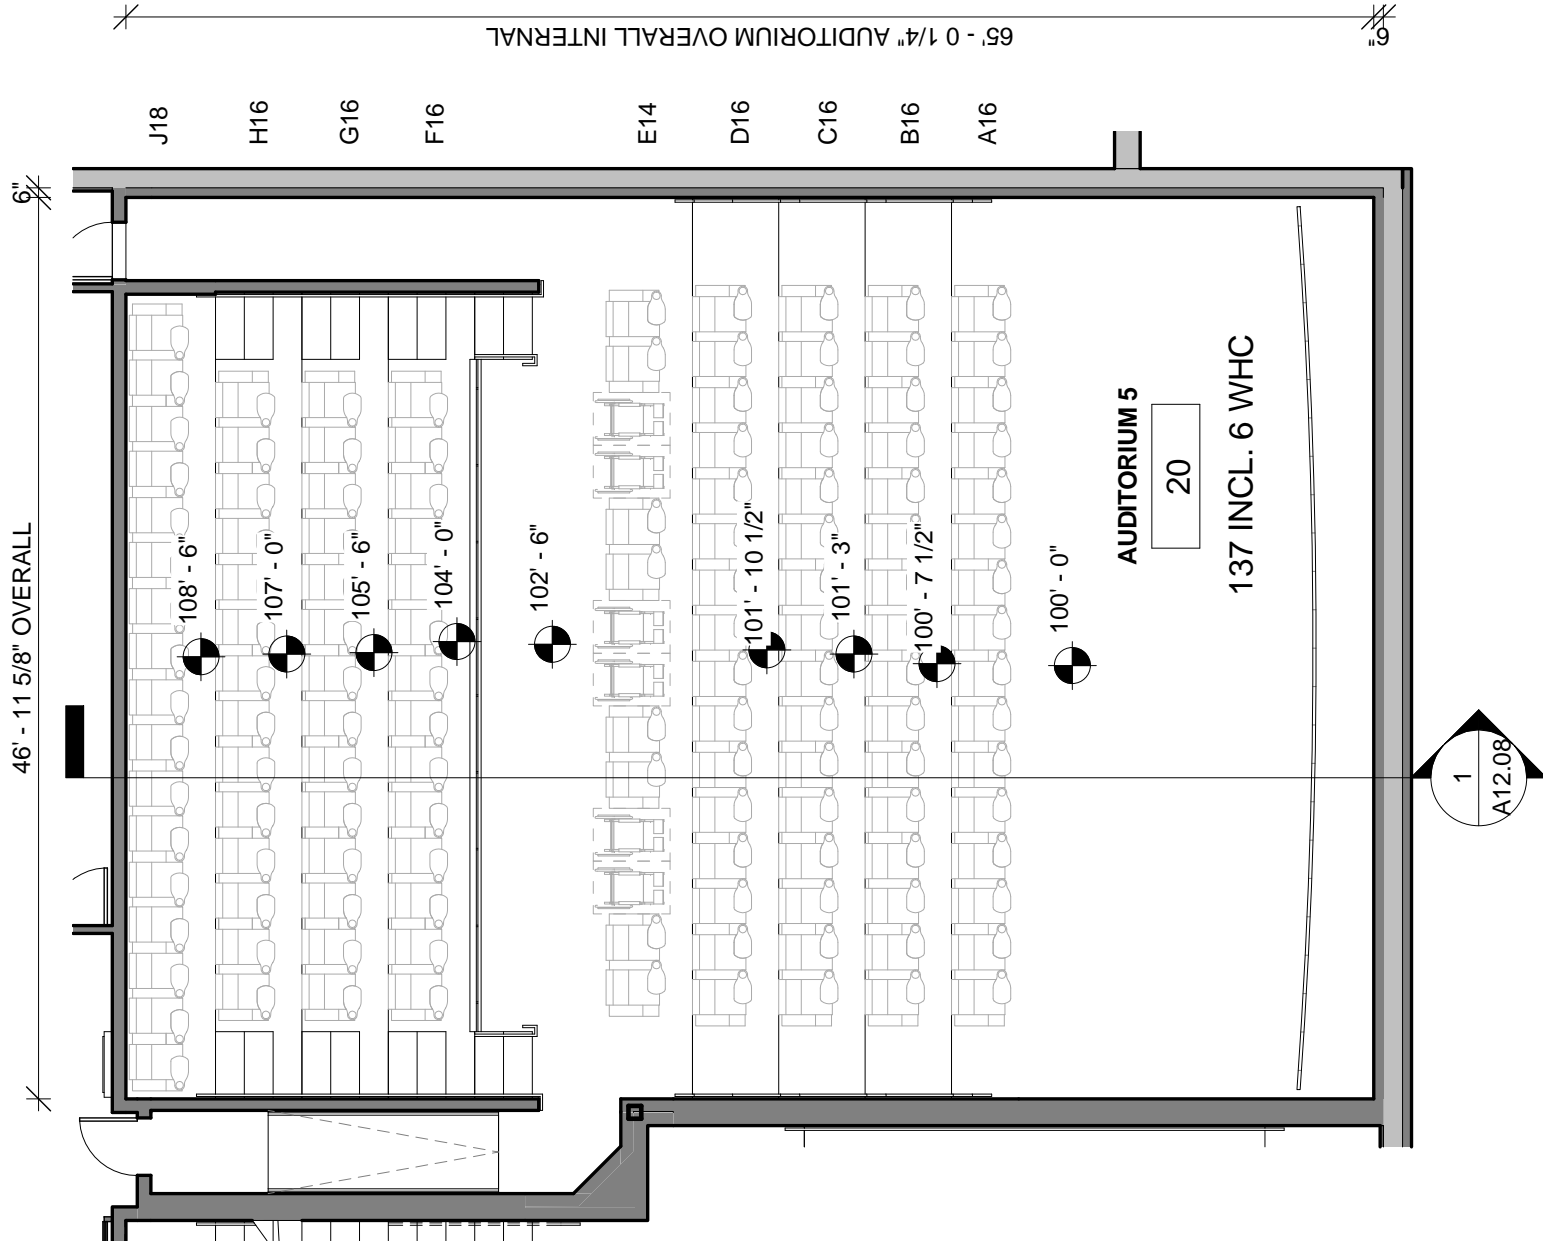 65' - 0 1/4" AUDITORIUM OVERALL INTERNAL
6"
J18
H16
G16
F16
E14
D16
C16
B16
A16
6"
46' - 11 5/8" OVERALL
108' - 6"
107' - 0"
105' - 6"
104' - 0"
102' - 6"
101' - 10 1/2"
101' - 3"
100' - 7 1/2"
100' - 0"
AUDITORIUM 5
20
137 INCL. 6 WHC
1
A12.08